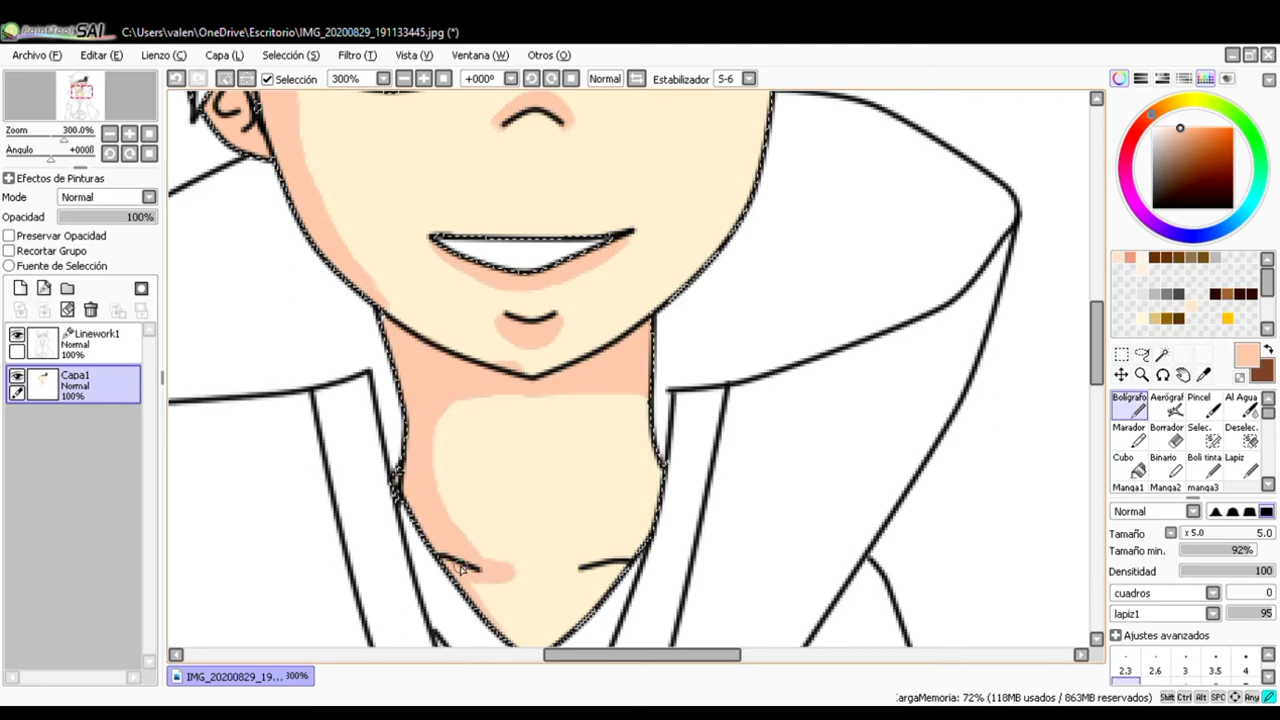 PaintTool SAI C:\Users\valen\OneDrive\Escritorio\IMG_20200829_191133445.jpg (*)
Archivo (F) Editar (E) Lienzo (C) Capa (L) Selección (S) Filtro (T) Vista (V) Ventana (W) Otros (O)
Selección 300% +000° Normal Estabilizador S-6
Zoom 300.0%
Ángulo +000ß
Efectos de Pinturas
Mode Normal
Opacidad 100%
Preservar Opacidad
Recortar Grupo
Fuente de Selección
Linework1
Normal
100%
Capa1
Normal
100%
Bolígrafo Aerógraf Pincel Al Agua
Marador Borrador Selec. Deselec.
Cubo Binario Boli tinta Lapiz
Manga1 Manga2 manga3
Normal
Tamaño x 5.0 5.0
Tamaño min. 92%
Densitidad 100
cuadros 0
lapiz1 95
Ajustes avanzados
2.3 2.6 3 3.5 4
IMG_20200829_19... 300%
CargaMemoria: 72% (118MB usados / 863MB reservados) Shift Ctrl Alt SPC Any